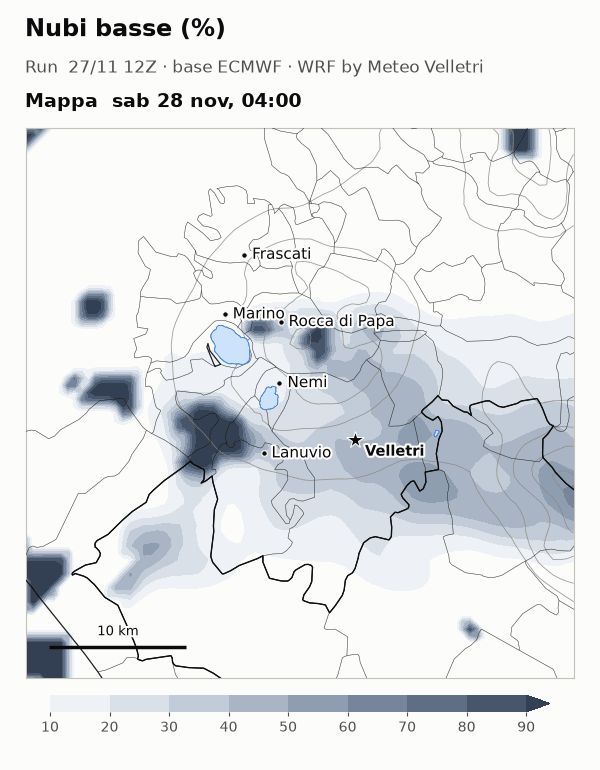 Nubi basse (%)
Run  27/11 12Z · base ECMWF · WRF by Meteo Velletri
Mappa  sab 28 nov, 04:00
Frascati
Marino
Rocca di Papa
Nemi
Velletri
Lanuvio
10 km
10 20 30 40 50 60 70 80 90